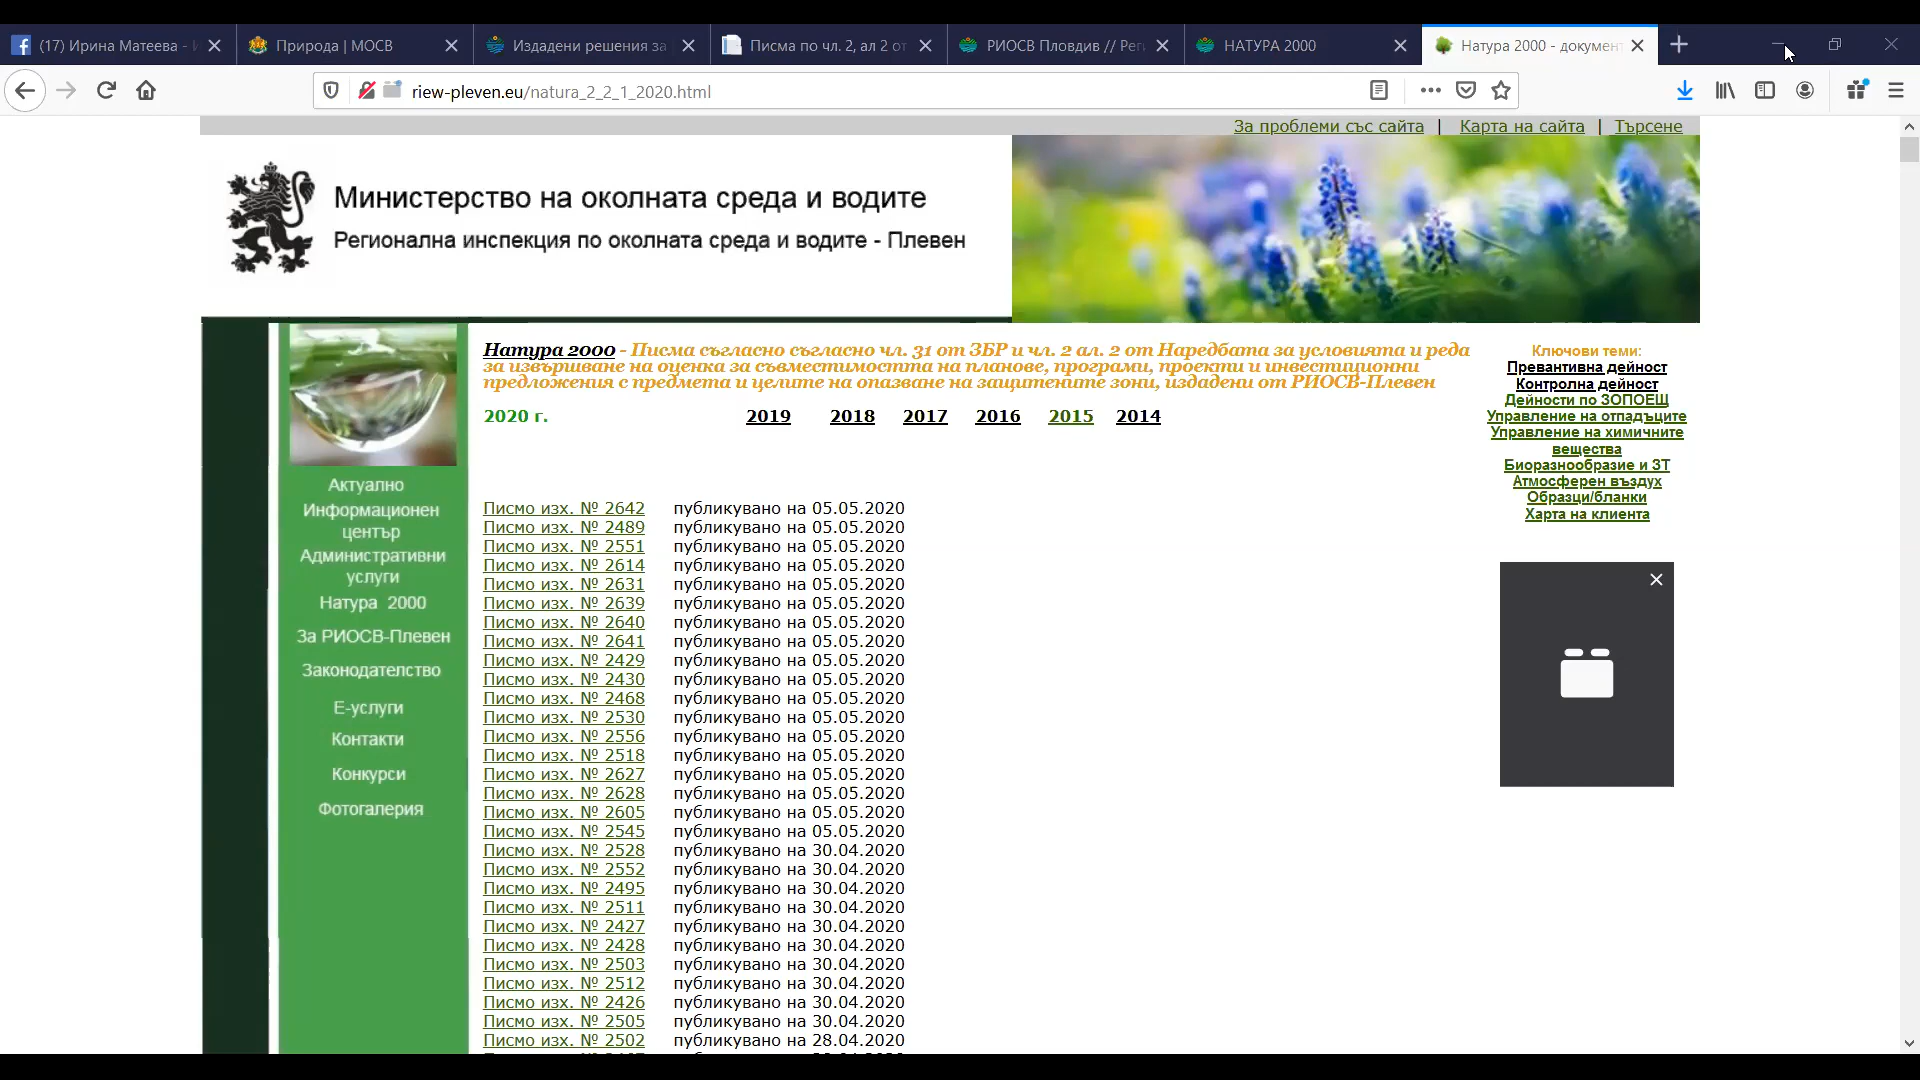 (17) Ирина Матеева -
Природа | МОСВ
Издадени решения за
Писма по чл. 2, ал 2 от
РИОСВ Пловдив // Рег
НАТУРА 2000
Натура 2000 - документ
riew-pleven.eu/natura_2_2_1_2020.html
За проблеми със сайта | Карта на сайта | Търсене
Министерство на околната среда и водите
Регионална инспекция по околната среда и водите - Плевен
Актуално
Информационен
център
Административни
услуги
Натура 2000
За РИОСВ-Плевен
Законодателство
Е-услуги
Контакти
Конкурси
Фотогалерия
Натура 2000 - Писма съгласно съгласно чл. 31 от ЗБР и чл. 2 ал. 2 от Наредбата за условията и реда
за извършване на оценка за съвместимостта на планове, програми, проекти и инвестиционни
предложения с предмета и целите на опазване на защитените зони, издадени от РИОСВ-Плевен
2020 г. 2019 2018 2017 2016 2015 2014
Писмо изх. № 2642 публикувано на 05.05.2020
Писмо изх. № 2489 публикувано на 05.05.2020
Писмо изх. № 2551 публикувано на 05.05.2020
Писмо изх. № 2614 публикувано на 05.05.2020
Писмо изх. № 2631 публикувано на 05.05.2020
Писмо изх. № 2639 публикувано на 05.05.2020
Писмо изх. № 2640 публикувано на 05.05.2020
Писмо изх. № 2641 публикувано на 05.05.2020
Писмо изх. № 2429 публикувано на 05.05.2020
Писмо изх. № 2430 публикувано на 05.05.2020
Писмо изх. № 2468 публикувано на 05.05.2020
Писмо изх. № 2530 публикувано на 05.05.2020
Писмо изх. № 2556 публикувано на 05.05.2020
Писмо изх. № 2518 публикувано на 05.05.2020
Писмо изх. № 2627 публикувано на 05.05.2020
Писмо изх. № 2628 публикувано на 05.05.2020
Писмо изх. № 2605 публикувано на 05.05.2020
Писмо изх. № 2545 публикувано на 05.05.2020
Писмо изх. № 2528 публикувано на 30.04.2020
Писмо изх. № 2552 публикувано на 30.04.2020
Писмо изх. № 2495 публикувано на 30.04.2020
Писмо изх. № 2511 публикувано на 30.04.2020
Писмо изх. № 2427 публикувано на 30.04.2020
Писмо изх. № 2428 публикувано на 30.04.2020
Писмо изх. № 2503 публикувано на 30.04.2020
Писмо изх. № 2512 публикувано на 30.04.2020
Писмо изх. № 2426 публикувано на 30.04.2020
Писмо изх. № 2505 публикувано на 30.04.2020
Писмо изх. № 2502 публикувано на 28.04.2020
Ключови теми:
Превантивна дейност
Контролна дейност
Дейности по ЗОПОЕЩ
Управление на отпадъците
Управление на химичните
вещества
Биоразнообразие и ЗТ
Атмосферен въздух
Образци/бланки
Харта на клиента